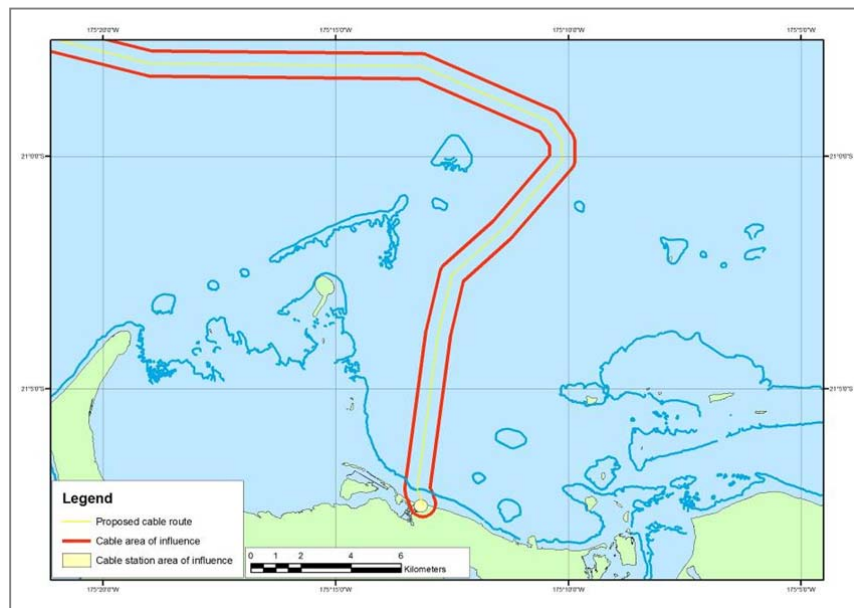 175°20'0"W 175°15'0"W 175°10'0"W 175°5'0"W
21°0'0"S 21°0'0"S
21°5'0"S 21°5'0"S
Legend
Proposed cable route
Cable area of influence
Cable station area of influence
0 1 2 4 6
Kilometers
175°20'0"W 175°15'0"W 175°10'0"W 175°5'0"W